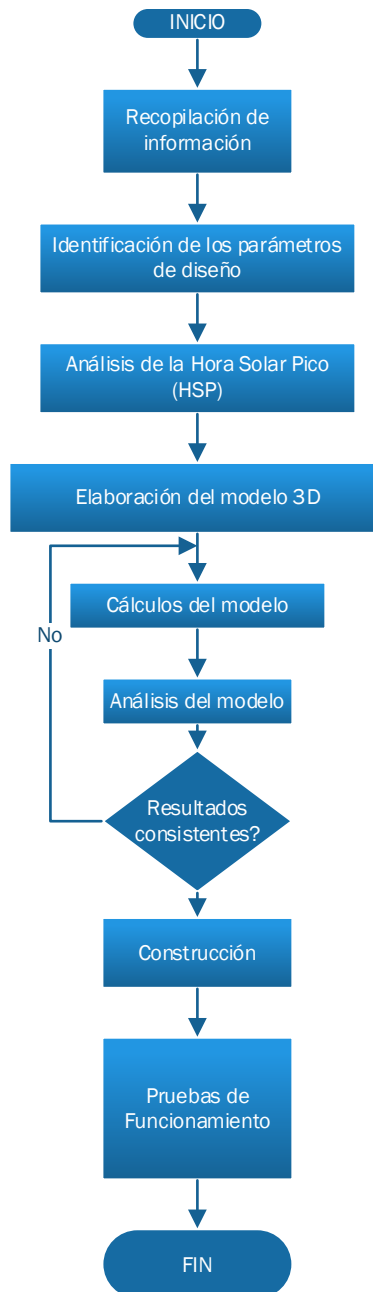 INICIO
Recopilación de
información
Identificación de los parámetros
de diseño
Análisis de la Hora Solar Pico
(HSP)
Elaboración del modelo 3D
Cálculos del modelo
No
Análisis del modelo
Resultados
consistentes?
Construcción
Pruebas de
Funcionamiento
FIN